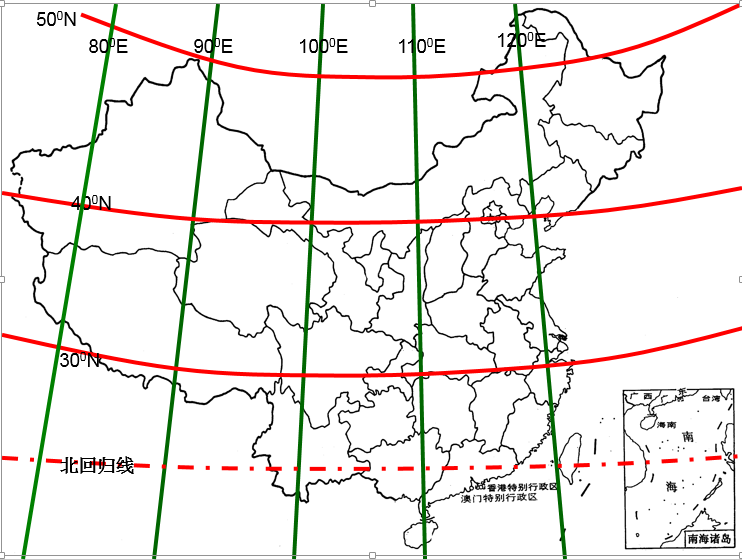 50⁰N
80⁰E
90⁰E
100⁰E
110⁰E
120⁰E
40⁰N
30⁰N
北回归线
香港特别行政区
澳门特别行政区
广西
广东
台湾
海南
南
海
南海诸岛